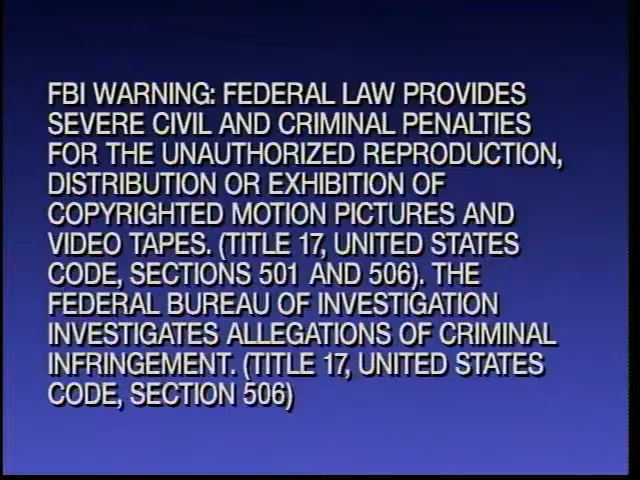 FBI WARNING: FEDERAL LAW PROVIDES
SEVERE CIVIL AND CRIMINAL PENALTIES
FOR THE UNAUTHORIZED REPRODUCTION,
DISTRIBUTION OR EXHIBITION OF
COPYRIGHTED MOTION PICTURES AND
VIDEO TAPES. (TITLE 17, UNITED STATES
CODE, SECTIONS 501 AND 506). THE
FEDERAL BUREAU OF INVESTIGATION
INVESTIGATES ALLEGATIONS OF CRIMINAL
INFRINGEMENT. (TITLE 17, UNITED STATES
CODE, SECTION 506)